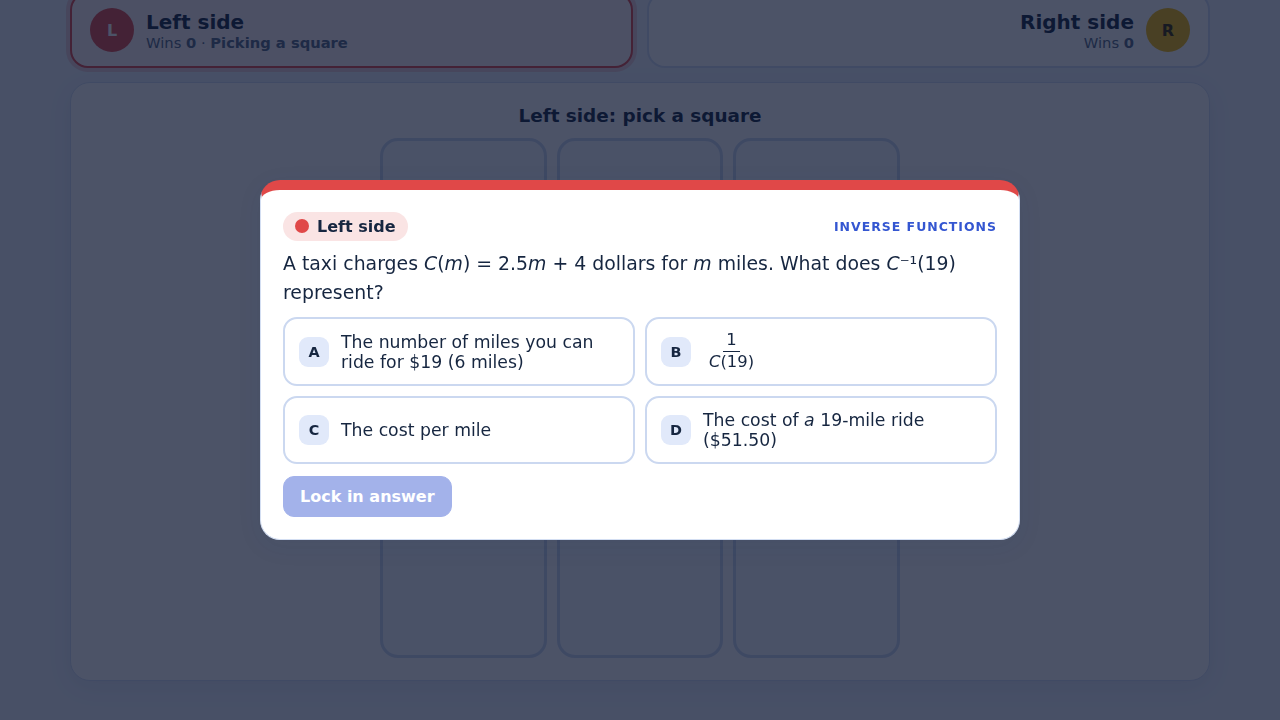 L
Left side
Wins 0 · Picking a square
Right side
Wins 0
R
Left side: pick a square
Left side
INVERSE FUNCTIONS
A taxi charges C(m) = 2.5m + 4 dollars for m miles. What does C⁻¹(19)
represent?
A
The number of miles you can
ride for $19 (6 miles)
B
1
C(19)
C
The cost per mile
D
The cost of a 19-mile ride
($51.50)
Lock in answer